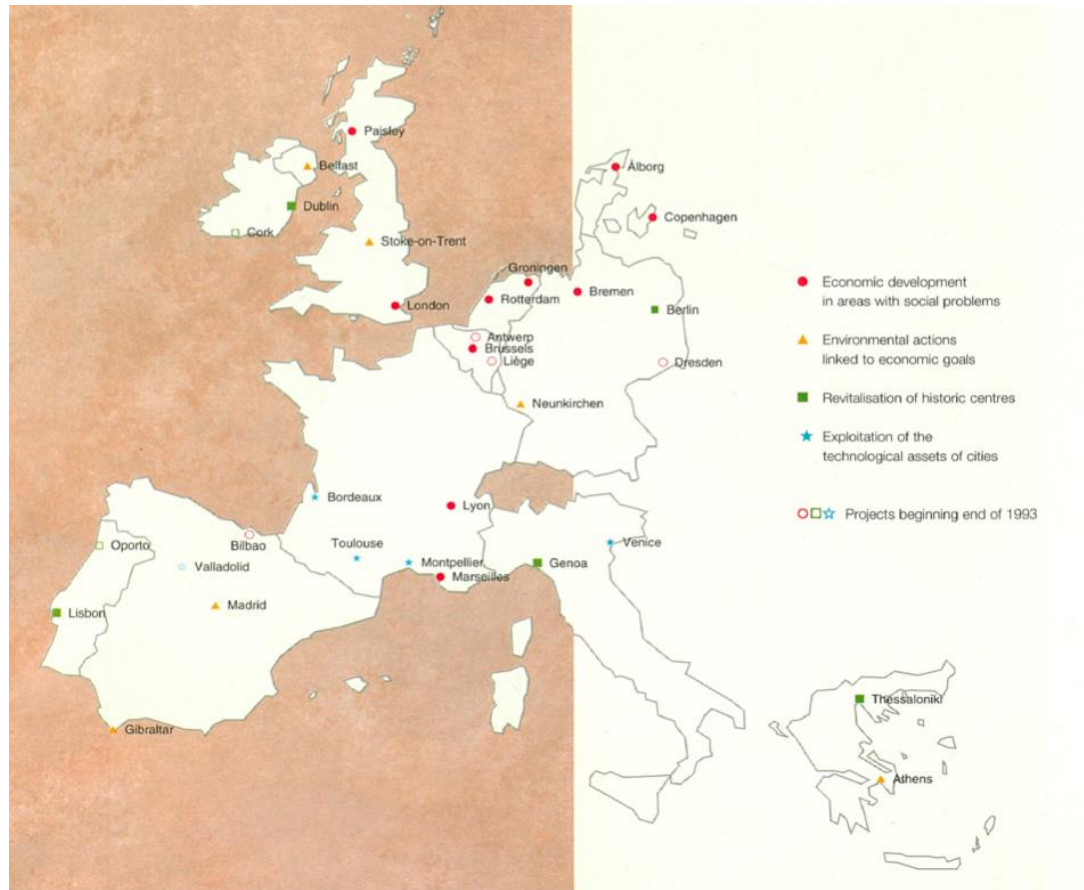 Paisley
Belfast
Ålborg
Dublin
Copenhagen
Cork
Stoke-on-Trent
Groningen
Economic development
in areas with social problems
Bremen
Rotterdam
London
Berlin
Antwerp
Environmental actions
linked to economic goals
Brussels
Liège
Dresden
Neunkirchen
Revitalisation of historic centres
Exploitation of the
technological assets of cities
Bordeaux
Lyon
Projects beginning end of 1993
Oporto
Bilbao
Toulouse
Venice
Valladolid
Montpellier
Genoa
Marseilles
Madrid
Lisbon
Thessaloniki
Gibraltar
Athens